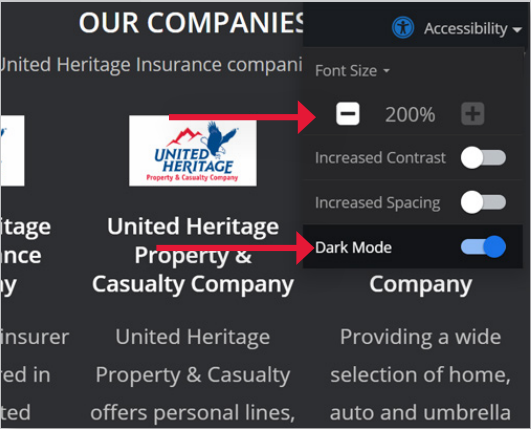 OUR COMPANIES
United Heritage Insurance compani
Accessibility
Font Size
200%
Increased Contrast
Increased Spacing
Dark Mode
UNITED
HERITAGE
Property & Casualty Company
itage
nce
y
United Heritage
Property &
Casualty Company
Company
insurer
ed in
ted
United Heritage
Property & Casualty
offers personal lines,
Providing a wide
selection of home,
auto and umbrella